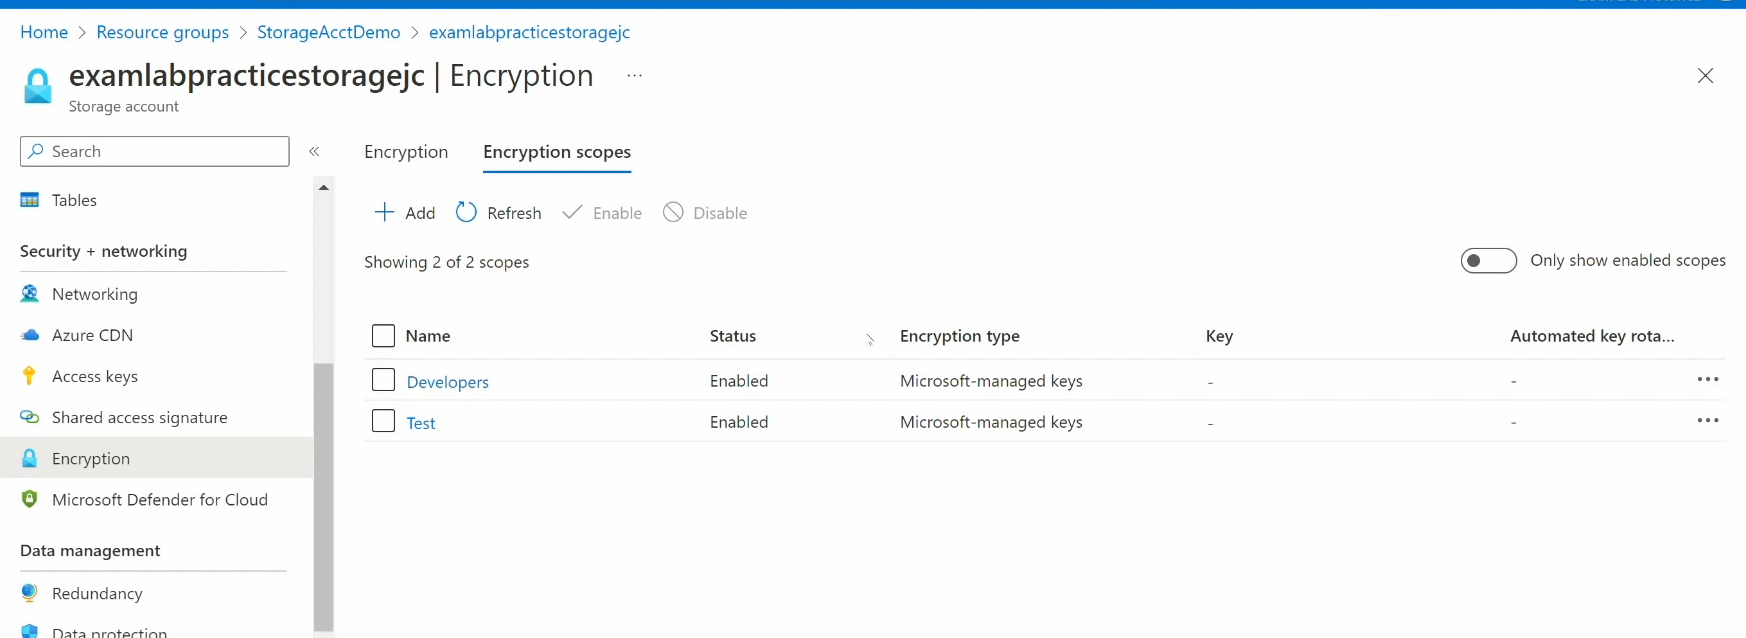 Home > Resource groups > StorageAcctDemo > examlabpracticestoragejc
examlabpracticestoragejc | Encryption ...
Storage account
Search
«
Encryption
Encryption scopes
Tables
Add
Refresh
Enable
Disable
Security + networking
Showing 2 of 2 scopes
Only show enabled scopes
Networking
Azure CDN
Name
Status
Encryption type
Key
Automated key rota...
Access keys
Developers
Enabled
Microsoft-managed keys
-
-
...
Shared access signature
Test
Enabled
Microsoft-managed keys
-
-
...
Encryption
Microsoft Defender for Cloud
Data management
Redundancy
Data protection